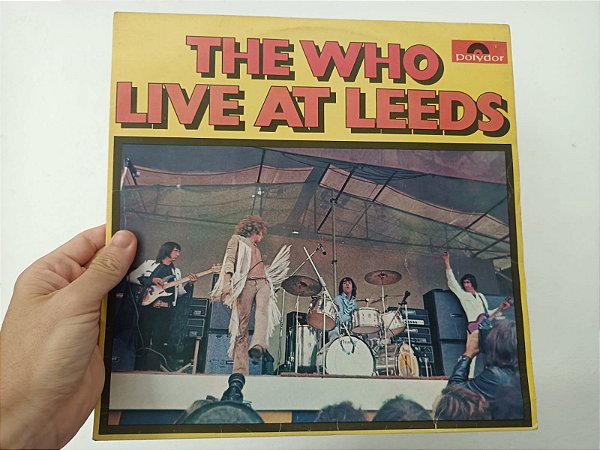 THE WHO
polydor
LIVE AT LEEDS